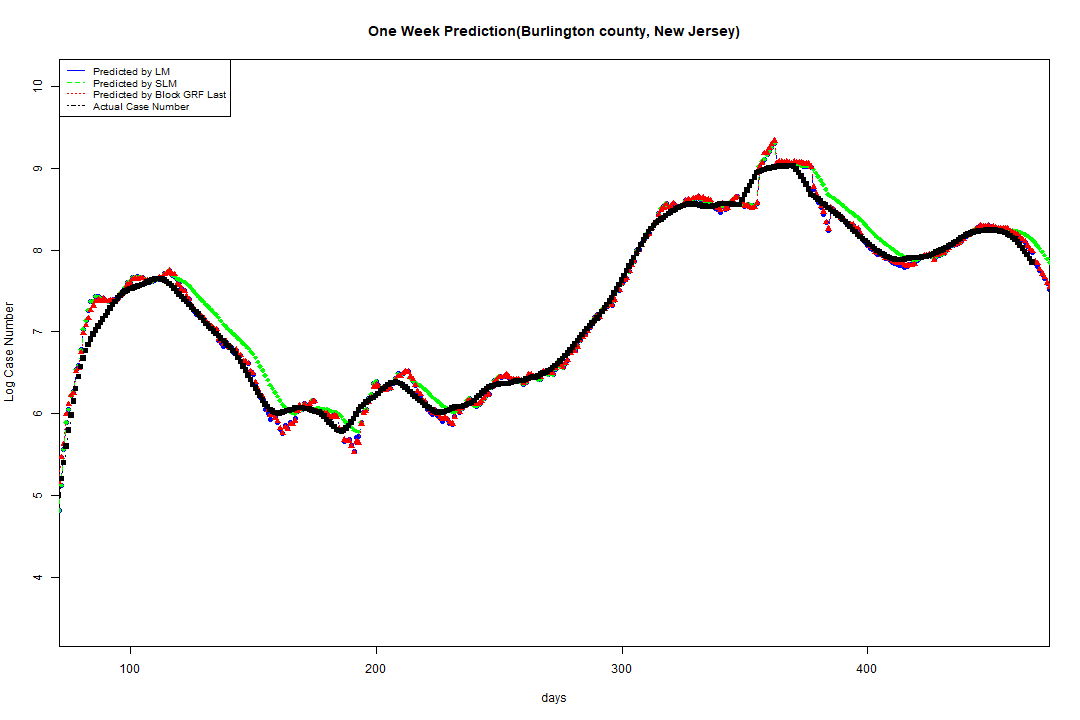 One Week Prediction(Burlington county, New Jersey)
Predicted by LM
Predicted by SLM
Predicted by Block GRF Last
Actual Case Number
10
9
8
7
6
5
4
Log Case Number
100 200 300 400
days